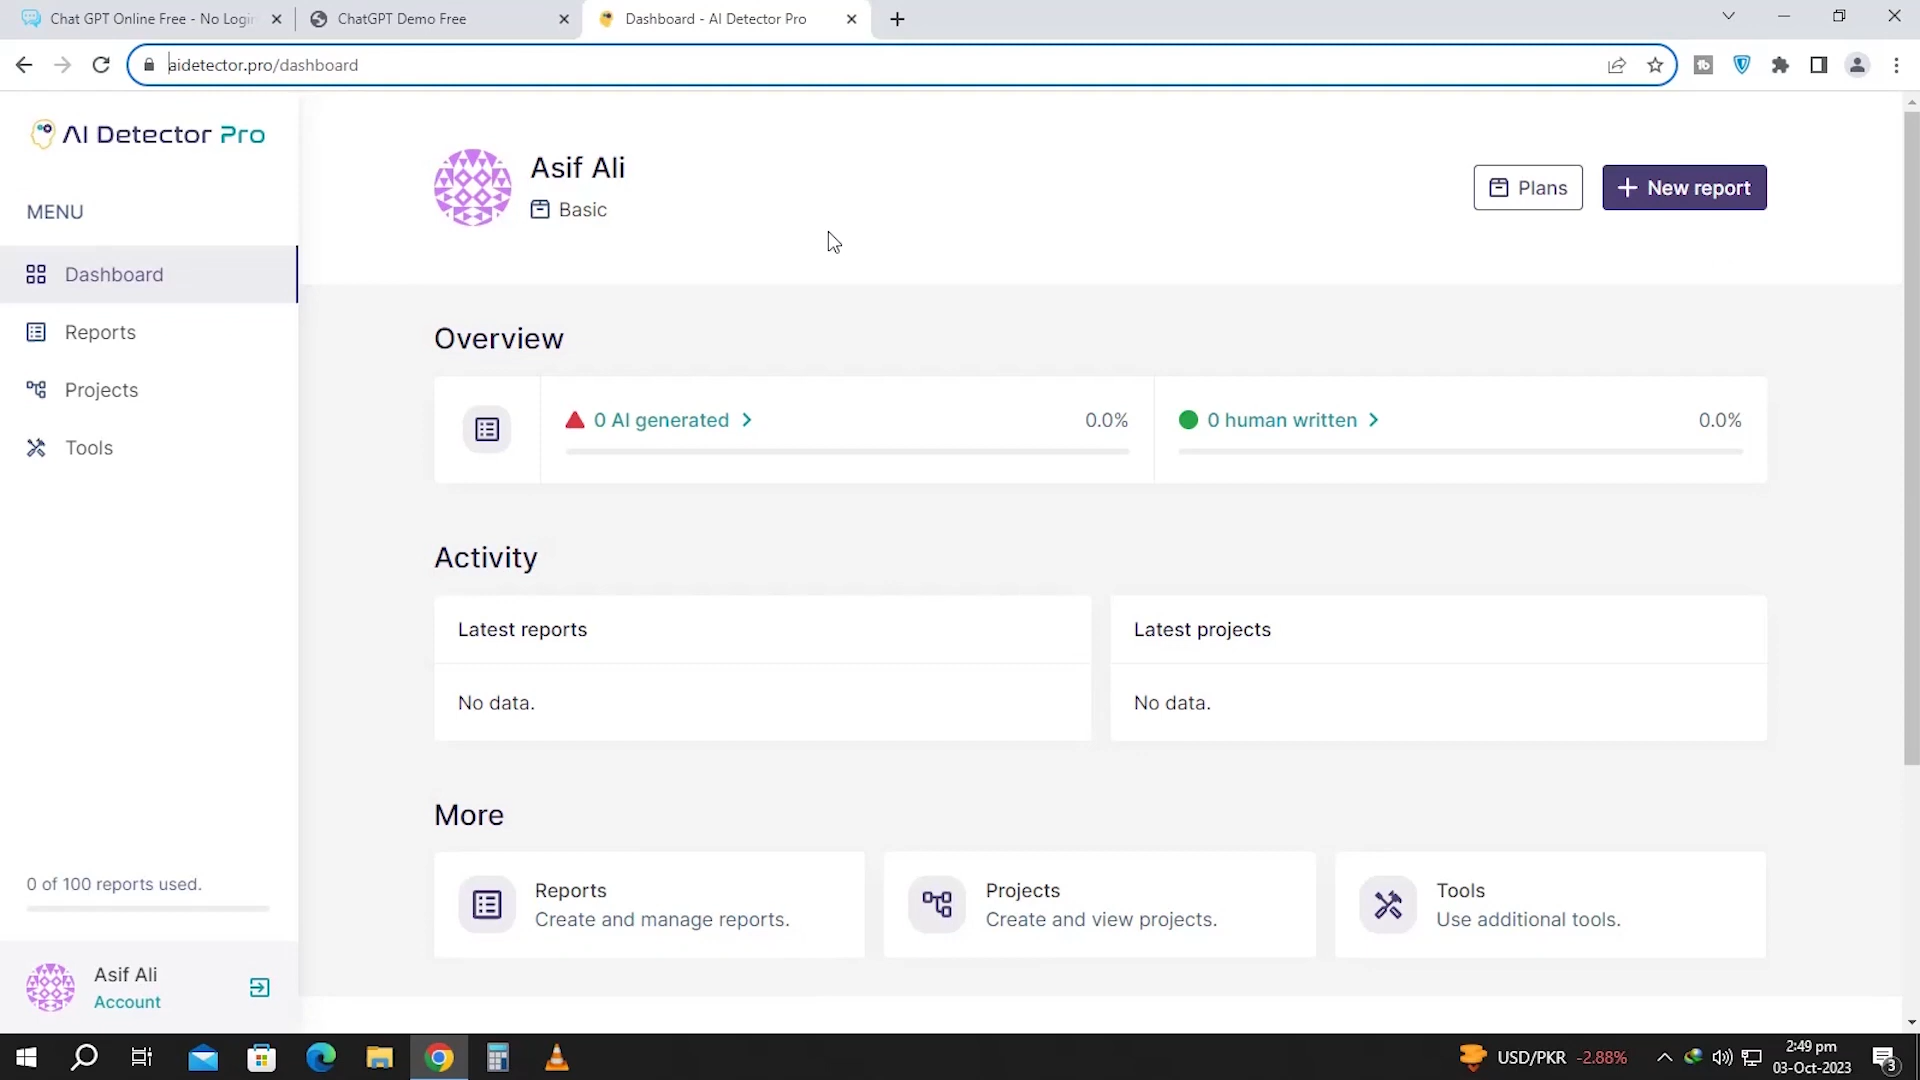 Chat GPT Online Free - No Login
ChatGPT Demo Free
Dashboard - AI Detector Pro
aidetector.pro/dashboard
AI Detector Pro
MENU
Dashboard
Reports
Projects
Tools
0 of 100 reports used.
Asif Ali
Account
Asif Ali
Basic
Plans
New report
Overview
0 AI generated
0.0%
0 human written
0.0%
Activity
Latest reports
No data.
Latest projects
No data.
More
Reports
Create and manage reports.
Projects
Create and view projects.
Tools
Use additional tools.
USD/PKR -2.88%
2:49 pm
03-Oct-2023
3